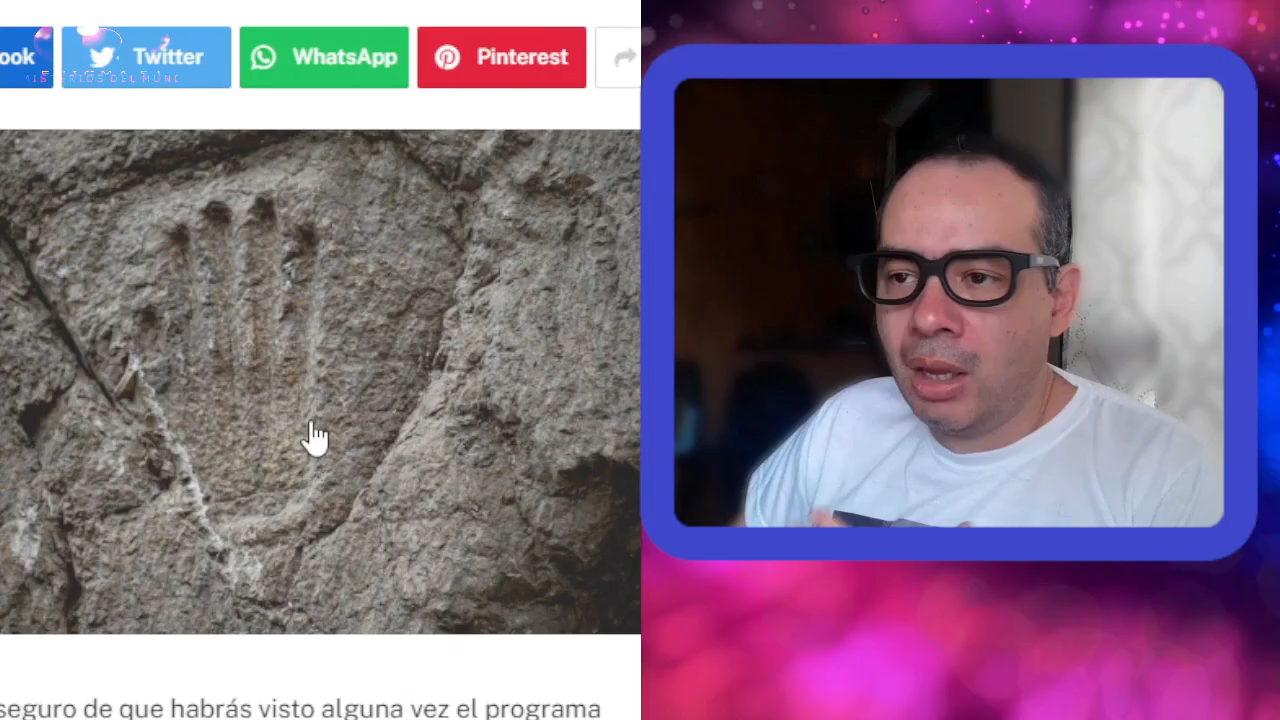 ook
Twitter
WhatsApp
Pinterest
seguro de que habrás visto alguna vez el programa